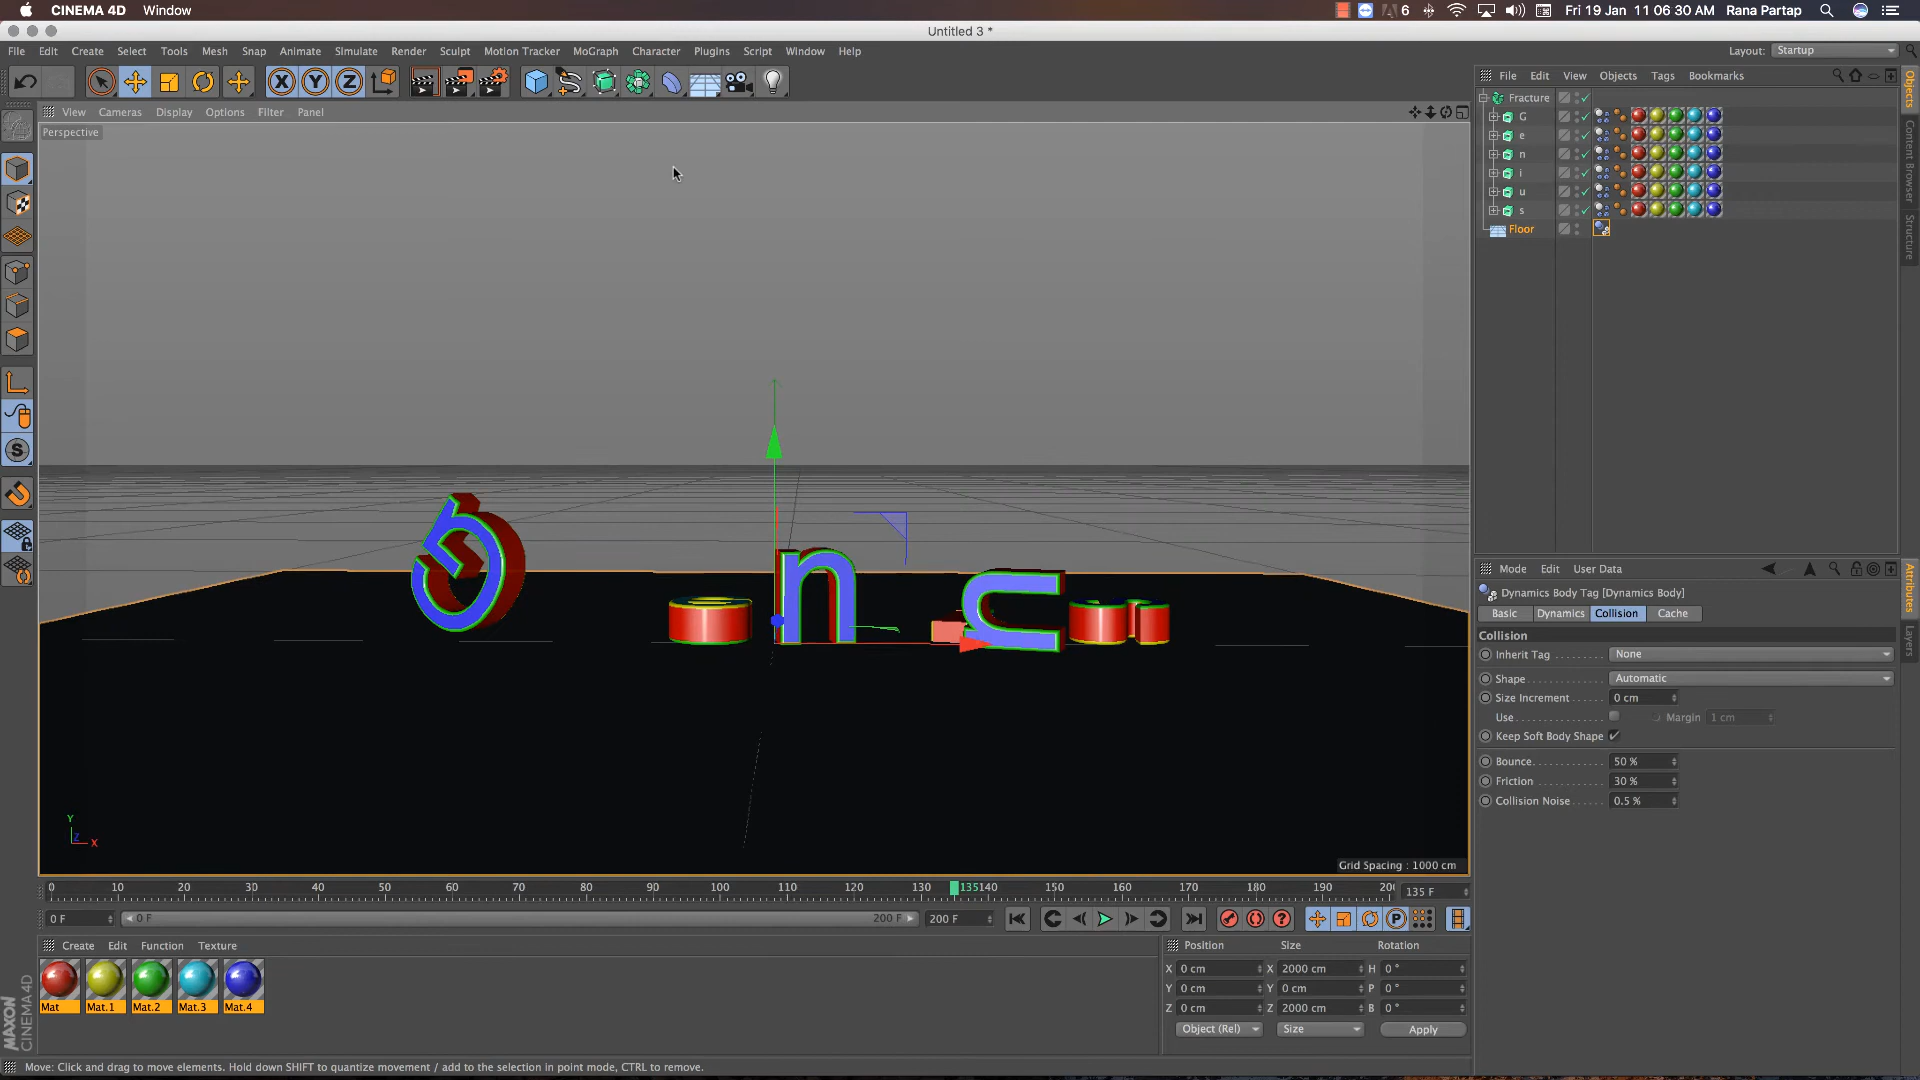 CINEMA 4D Window
6 Fri 19 Jan 11 06 30 AM Rana Partap
Untitled 3 *
File Edit Create Select Tools Mesh Snap Animate Simulate Render Sculpt Motion Tracker MoGraph Character Plugins Script Window Help
Layout: Startup
X Y Z
File Edit View Objects Tags Bookmarks
View Cameras Display Options Filter Panel
Perspective
Fracture
G
e
n
i
u
s
Floor
Objects
Content Browser
Structure
G e n i u s
Mode Edit User Data
Dynamics Body Tag [Dynamics Body]
Basic Dynamics Collision Cache
Collision
Inherit Tag None
Shape Automatic
Size Increment 0 cm
Use Margin 1 cm
Keep Soft Body Shape
Bounce 50 %
Friction 30 %
Collision Noise 0.5 %
Attributes
Layers
Y
Z X
Grid Spacing : 1000 cm
0 10 20 30 40 50 60 70 80 90 100 110 120 130 135 140 150 160 170 180 190 200 135 F
0 F 0 F 200 F 200 F
Create Edit Function Texture
Mat Mat.1 Mat.2 Mat.3 Mat.4
Position Size Rotation
X 0 cm X 2000 cm H 0 °
Y 0 cm Y 0 cm P 0 °
Z 0 cm Z 2000 cm B 0 °
Object (Rel) Size Apply
MAXON
CINEMA 4D
Move: Click and drag to move elements. Hold down SHIFT to quantize movement / add to the selection in point mode, CTRL to remove.